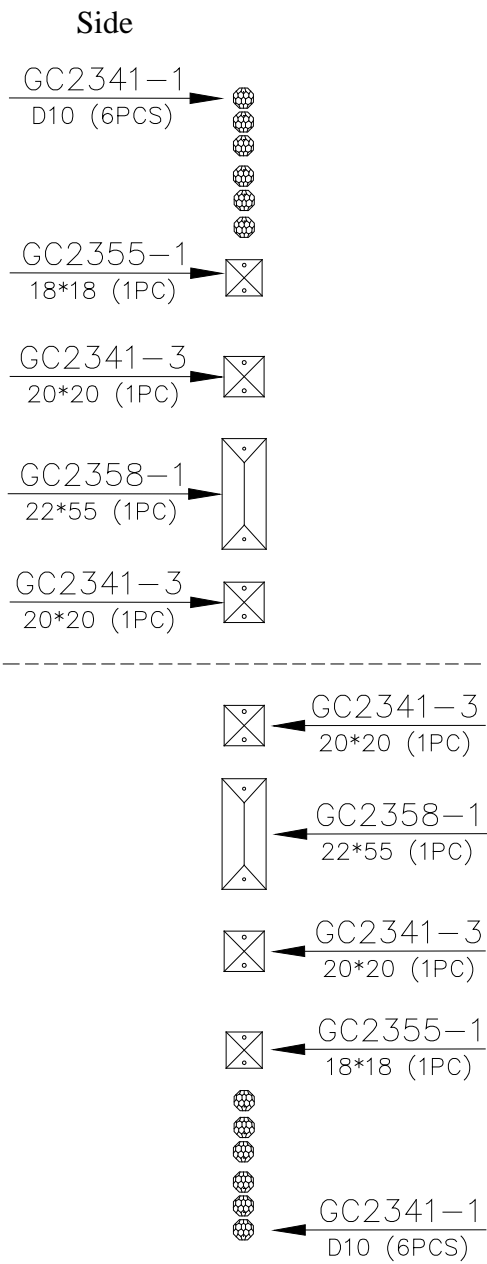 Side
GC2341-1
D10 (6PCS)
GC2355-1
18*18 (1PC)
GC2341-3
20*20 (1PC)
GC2358-1
22*55 (1PC)
GC2341-3
20*20 (1PC)
GC2341-3
20*20 (1PC)
GC2358-1
22*55 (1PC)
GC2341-3
20*20 (1PC)
GC2355-1
18*18 (1PC)
GC2341-1
D10 (6PCS)